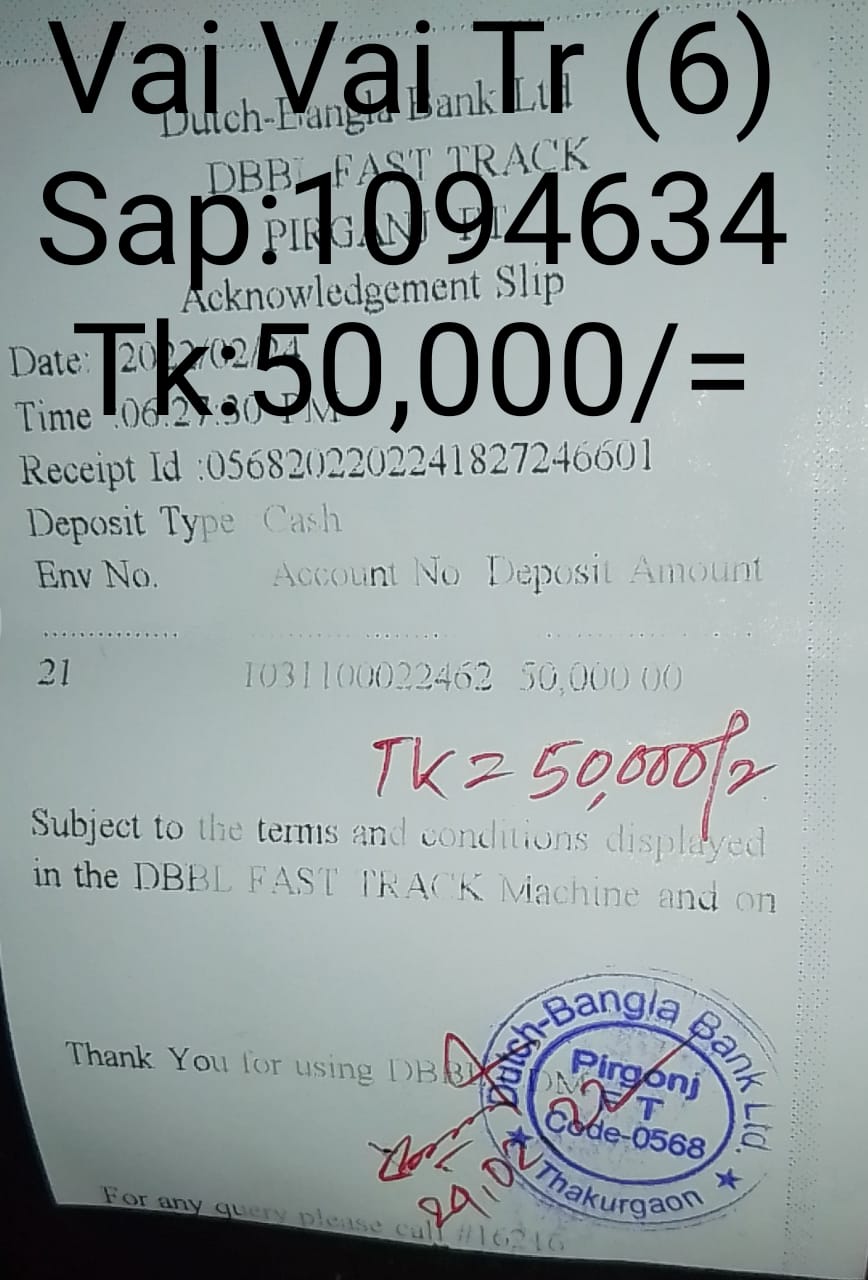 Vai Vai Tr (6)
Dutch-Bangla Bank Ltd
DBBL FAST TRACK
Sap:1094634
PIRGANJ FT
Acknowledgement Slip
Tk:50,000/=
Date: 2022/02/24
Time :06:27:30 PM
Receipt Id :0568202202241827246601
Deposit Type Cash
Env No. Account No Deposit Amount
21 1031100022462 50,000.00
TK = 50,000/=
Subject to the terms and conditions displayed
in the DBBL FAST TRACK Machine and on
Thank You for using DBBL
Dutch-Bangla Bank Ltd.
Pirgonj
FT
Code-0568
Thakurgaon
For any query please call #16216